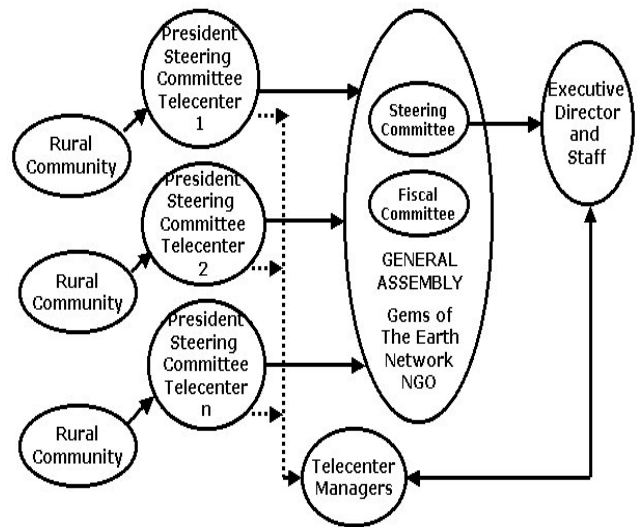 President
Steering
Committee
Telecenter
1
Rural
Community
President
Steering
Committee
Telecenter
2
Rural
Community
President
Steering
Committee
Telecenter
n
Rural
Community
Steering
Committee
Fiscal
Committee
GENERAL
ASSEMBLY
Gems of
The Earth
Network
NGO
Executive
Director
and
Staff
Telecenter
Managers